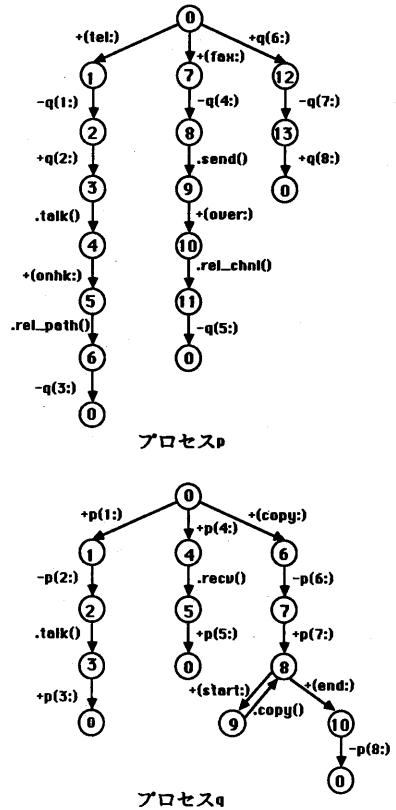 0
+(tel:) +(fax:) +q(6:)
1 7 12
-q(1:) -q(4:) -q(7:)
2 8 13
+q(2:) .send() +q(8:)
3 9 0
.talk() +(over:)
4 10
+(onhk:) .rel_chnl()
5 11
.rel_path() -q(5:)
6 0
-q(3:)
0
プロセスp
0
+p(1:) +p(4:) +(copy:)
1 4 6
-p(2:) .recv() -p(6:)
2 5 7
.talk() +p(5:) +p(7:)
3 0 8
+p(3:) +(start:) .copy() +(end:)
0 9 10
-p(8:)
0
プロセスq